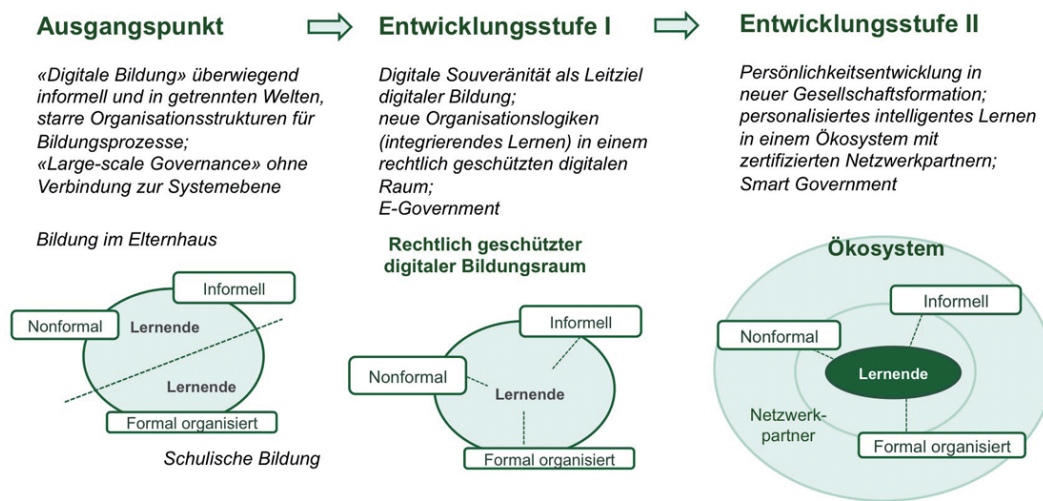 Ausgangspunkt
«Digitale Bildung» überwiegend
informell und in getrennten Welten,
starre Organisationsstrukturen für
Bildungsprozesse;
«Large-scale Governance» ohne
Verbindung zur Systemebene
Bildung im Elternhaus
Informell
Nonformal
Lernende
Lernende
Formal organisiert
Schulische Bildung
Entwicklungsstufe I
Digitale Souveränität als Leitziel
digitaler Bildung;
neue Organisationslogiken
(integrierendes Lernen) in einem
rechtlich geschützten digitalen
Raum;
E-Government
Rechtlich geschützter
digitaler Bildungsraum
Informell
Nonformal
Lernende
Formal organisiert
Entwicklungsstufe II
Persönlichkeitsentwicklung in
neuer Gesellschaftsformation;
personalisiertes intelligentes Lernen
in einem Ökosystem mit
zertifizierten Netzwerkpartnern;
Smart Government
Ökosystem
Informell
Nonformal
Lernende
Netzwerk-
partner
Formal organisiert